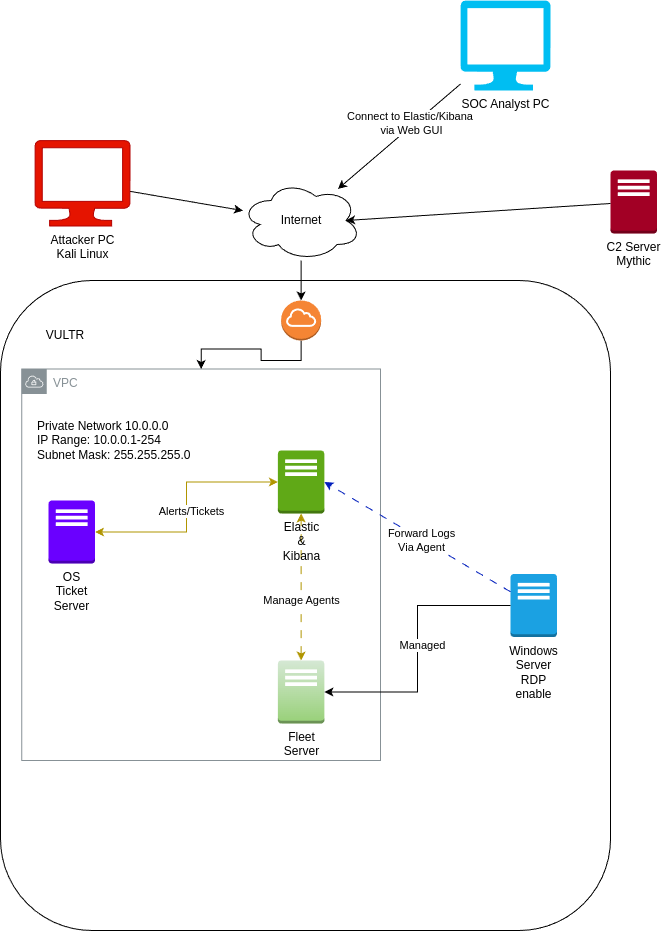 SOC Analyst PC
Connect to Elastic/Kibana
via Web GUI
Attacker PC
Kali Linux
Internet
C2 Server
Mythic
VULTR
VPC
Private Network 10.0.0.0
IP Range: 10.0.0.1-254
Subnet Mask: 255.255.255.0
Alerts/Tickets
Elastic
&
Kibana
Forward Logs
Via Agent
OS
Ticket
Server
Manage Agents
Managed
Windows
Server
RDP
enable
Fleet
Server